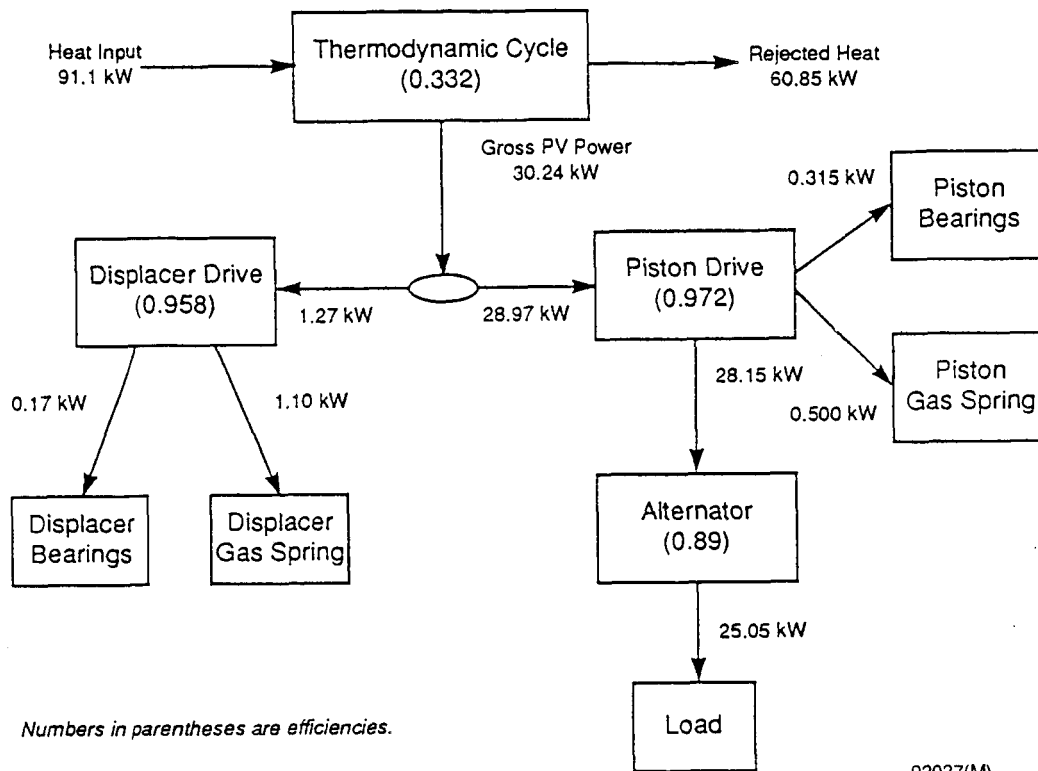 Heat Input
91.1 kW
Thermodynamic Cycle
(0.332)
Rejected Heat
60.85 kW
Gross PV Power
30.24 kW
0.315 kW
Piston
Bearings
Displacer Drive
(0.958)
1.27 kW
28.97 kW
Piston Drive
(0.972)
0.17 kW
1.10 kW
28.15 kW
0.500 kW
Piston
Gas Spring
Displacer
Bearings
Displacer
Gas Spring
Alternator
(0.89)
25.05 kW
Load
Numbers in parentheses are efficiencies.